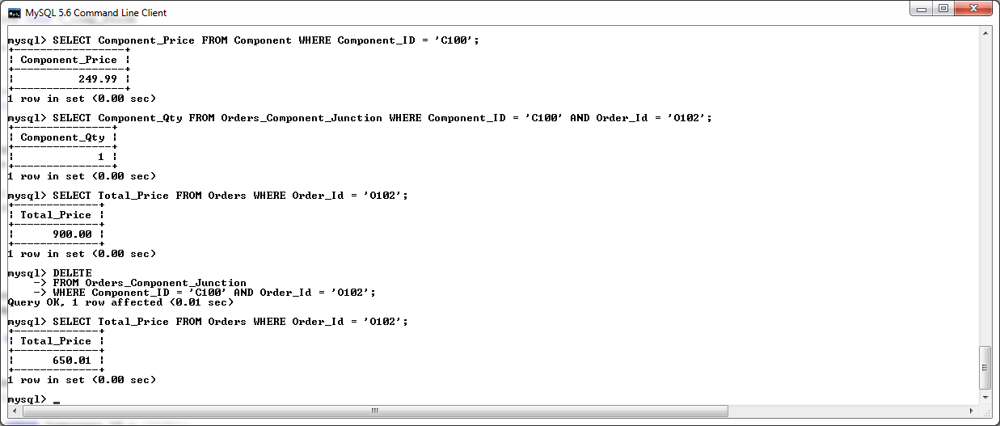 MySQL 5.6 Command Line Client
mysql> SELECT Component_Price FROM Component WHERE Component_ID = 'C100';
+-----------------+
| Component_Price |
+-----------------+
|          249.99 |
+-----------------+
1 row in set (0.00 sec)
mysql> SELECT Component_Qty FROM Orders_Component_Junction WHERE Component_ID = 'C100' AND Order_Id = 'O102';
+---------------+
| Component_Qty |
+---------------+
|             1 |
+---------------+
1 row in set (0.00 sec)
mysql> SELECT Total_Price FROM Orders WHERE Order_Id = 'O102';
+-------------+
| Total_Price |
+-------------+
|      900.00 |
+-------------+
1 row in set (0.00 sec)
mysql> DELETE
    -> FROM Orders_Component_Junction
    -> WHERE Component_ID = 'C100' AND Order_Id = 'O102';
Query OK, 1 row affected (0.01 sec)
mysql> SELECT Total_Price FROM Orders WHERE Order_Id = 'O102';
+-------------+
| Total_Price |
+-------------+
|      650.01 |
+-------------+
1 row in set (0.00 sec)
mysql> _